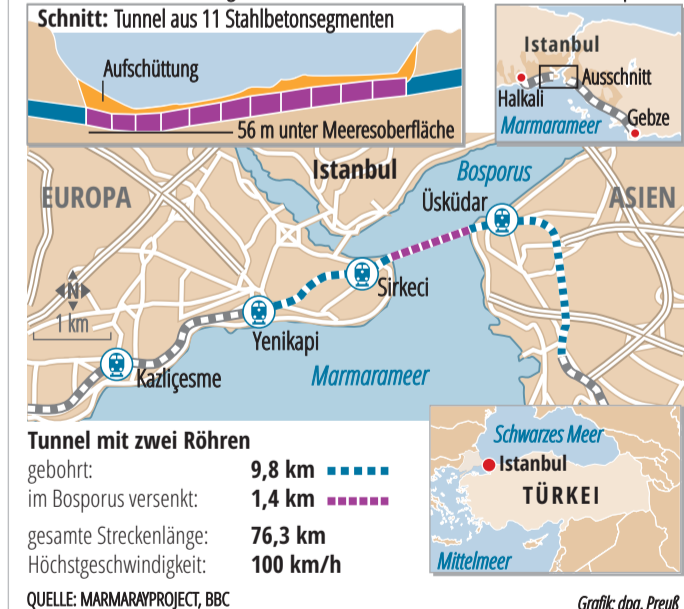 Schnitt: Tunnel aus 11 Stahlbetonsegmenten
Aufschüttung
56 m unter Meeresoberfläche
Istanbul
Halkali
Ausschnitt
Marmarameer
Gebze
Istanbul
Bosporus
EUROPA
Üsküdar
ASIEN
N
1 km
Sirkeci
Yenikapi
Kazliçesme
Marmarameer
Tunnel mit zwei Röhren
gebohrt: 9,8 km
im Bosporus versenkt: 1,4 km
gesamte Streckenlänge: 76,3 km
Höchstgeschwindigkeit: 100 km/h
Schwarzes Meer
Istanbul
TÜRKEI
Mittelmeer
QUELLE: MARMARAYPROJECT, BBC
Grafik: dpa, Preuß